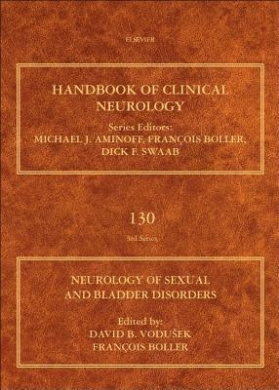 ELSEVIER
HANDBOOK OF CLINICAL
NEUROLOGY
Series Editors:
MICHAEL J. AMINOFF, FRANÇOIS BOLLER,
DICK F. SWAAB
130
3rd Series
NEUROLOGY OF SEXUAL
AND BLADDER DISORDERS
Edited by:
DAVID B. VODUŠEK
FRANÇOIS BOLLER